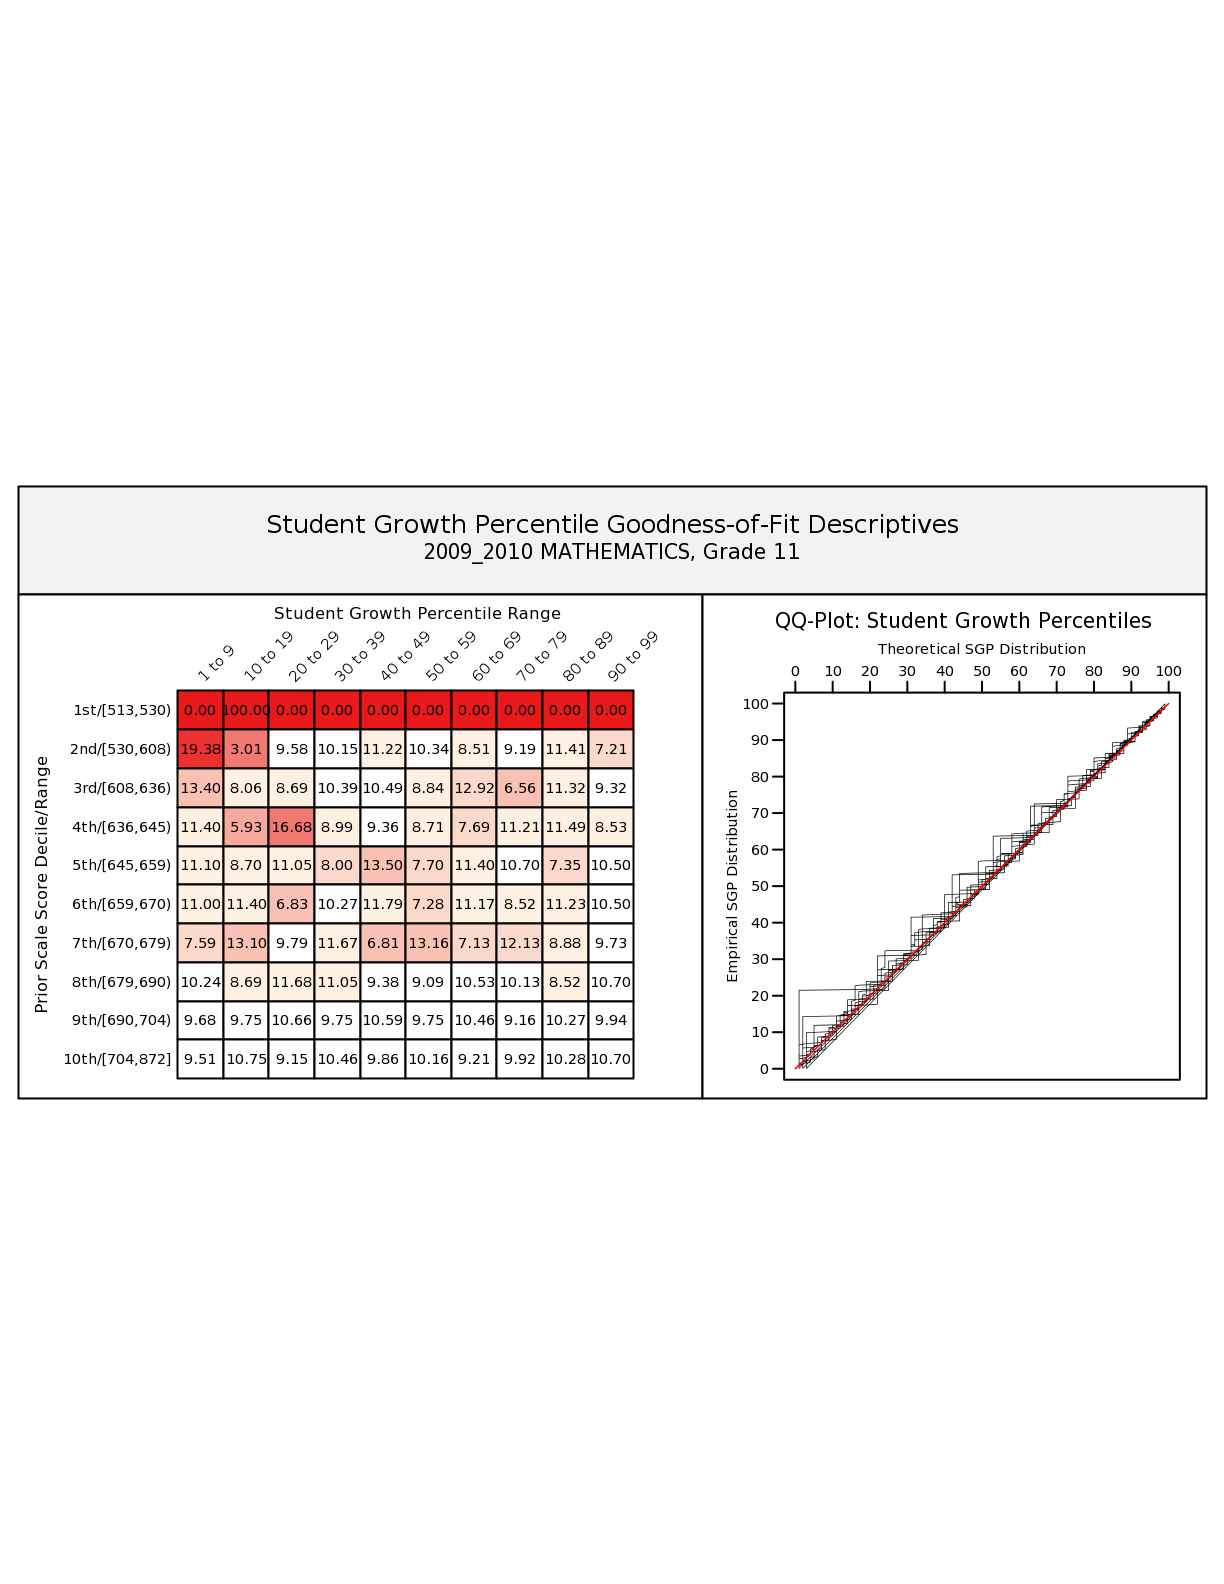 Student Growth Percentile Goodness-of-Fit Descriptives
2009_2010 MATHEMATICS, Grade 11
Student Growth Percentile Range
1 to 9 10 to 19 20 to 29 30 to 39 40 to 49 50 to 59 60 to 69 70 to 79 80 to 89 90 to 99
Prior Scale Score Decile/Range
1st/[513,530) 0.00 100.00 0.00 0.00 0.00 0.00 0.00 0.00 0.00 0.00
2nd/[530,608) 19.38 3.01 9.58 10.15 11.22 10.34 8.51 9.19 11.41 7.21
3rd/[608,636) 13.40 8.06 8.69 10.39 10.49 8.84 12.92 6.56 11.32 9.32
4th/[636,645) 11.40 5.93 16.68 8.99 9.36 8.71 7.69 11.21 11.49 8.53
5th/[645,659) 11.10 8.70 11.05 8.00 13.50 7.70 11.40 10.70 7.35 10.50
6th/[659,670) 11.00 11.40 6.83 10.27 11.79 7.28 11.17 8.52 11.23 10.50
7th/[670,679) 7.59 13.10 9.79 11.67 6.81 13.16 7.13 12.13 8.88 9.73
8th/[679,690) 10.24 8.69 11.68 11.05 9.38 9.09 10.53 10.13 8.52 10.70
9th/[690,704) 9.68 9.75 10.66 9.75 10.59 9.75 10.46 9.16 10.27 9.94
10th/[704,872] 9.51 10.75 9.15 10.46 9.86 10.16 9.21 9.92 10.28 10.70
QQ-Plot: Student Growth Percentiles
Theoretical SGP Distribution
0 10 20 30 40 50 60 70 80 90 100
Empirical SGP Distribution
100
90
80
70
60
50
40
30
20
10
0